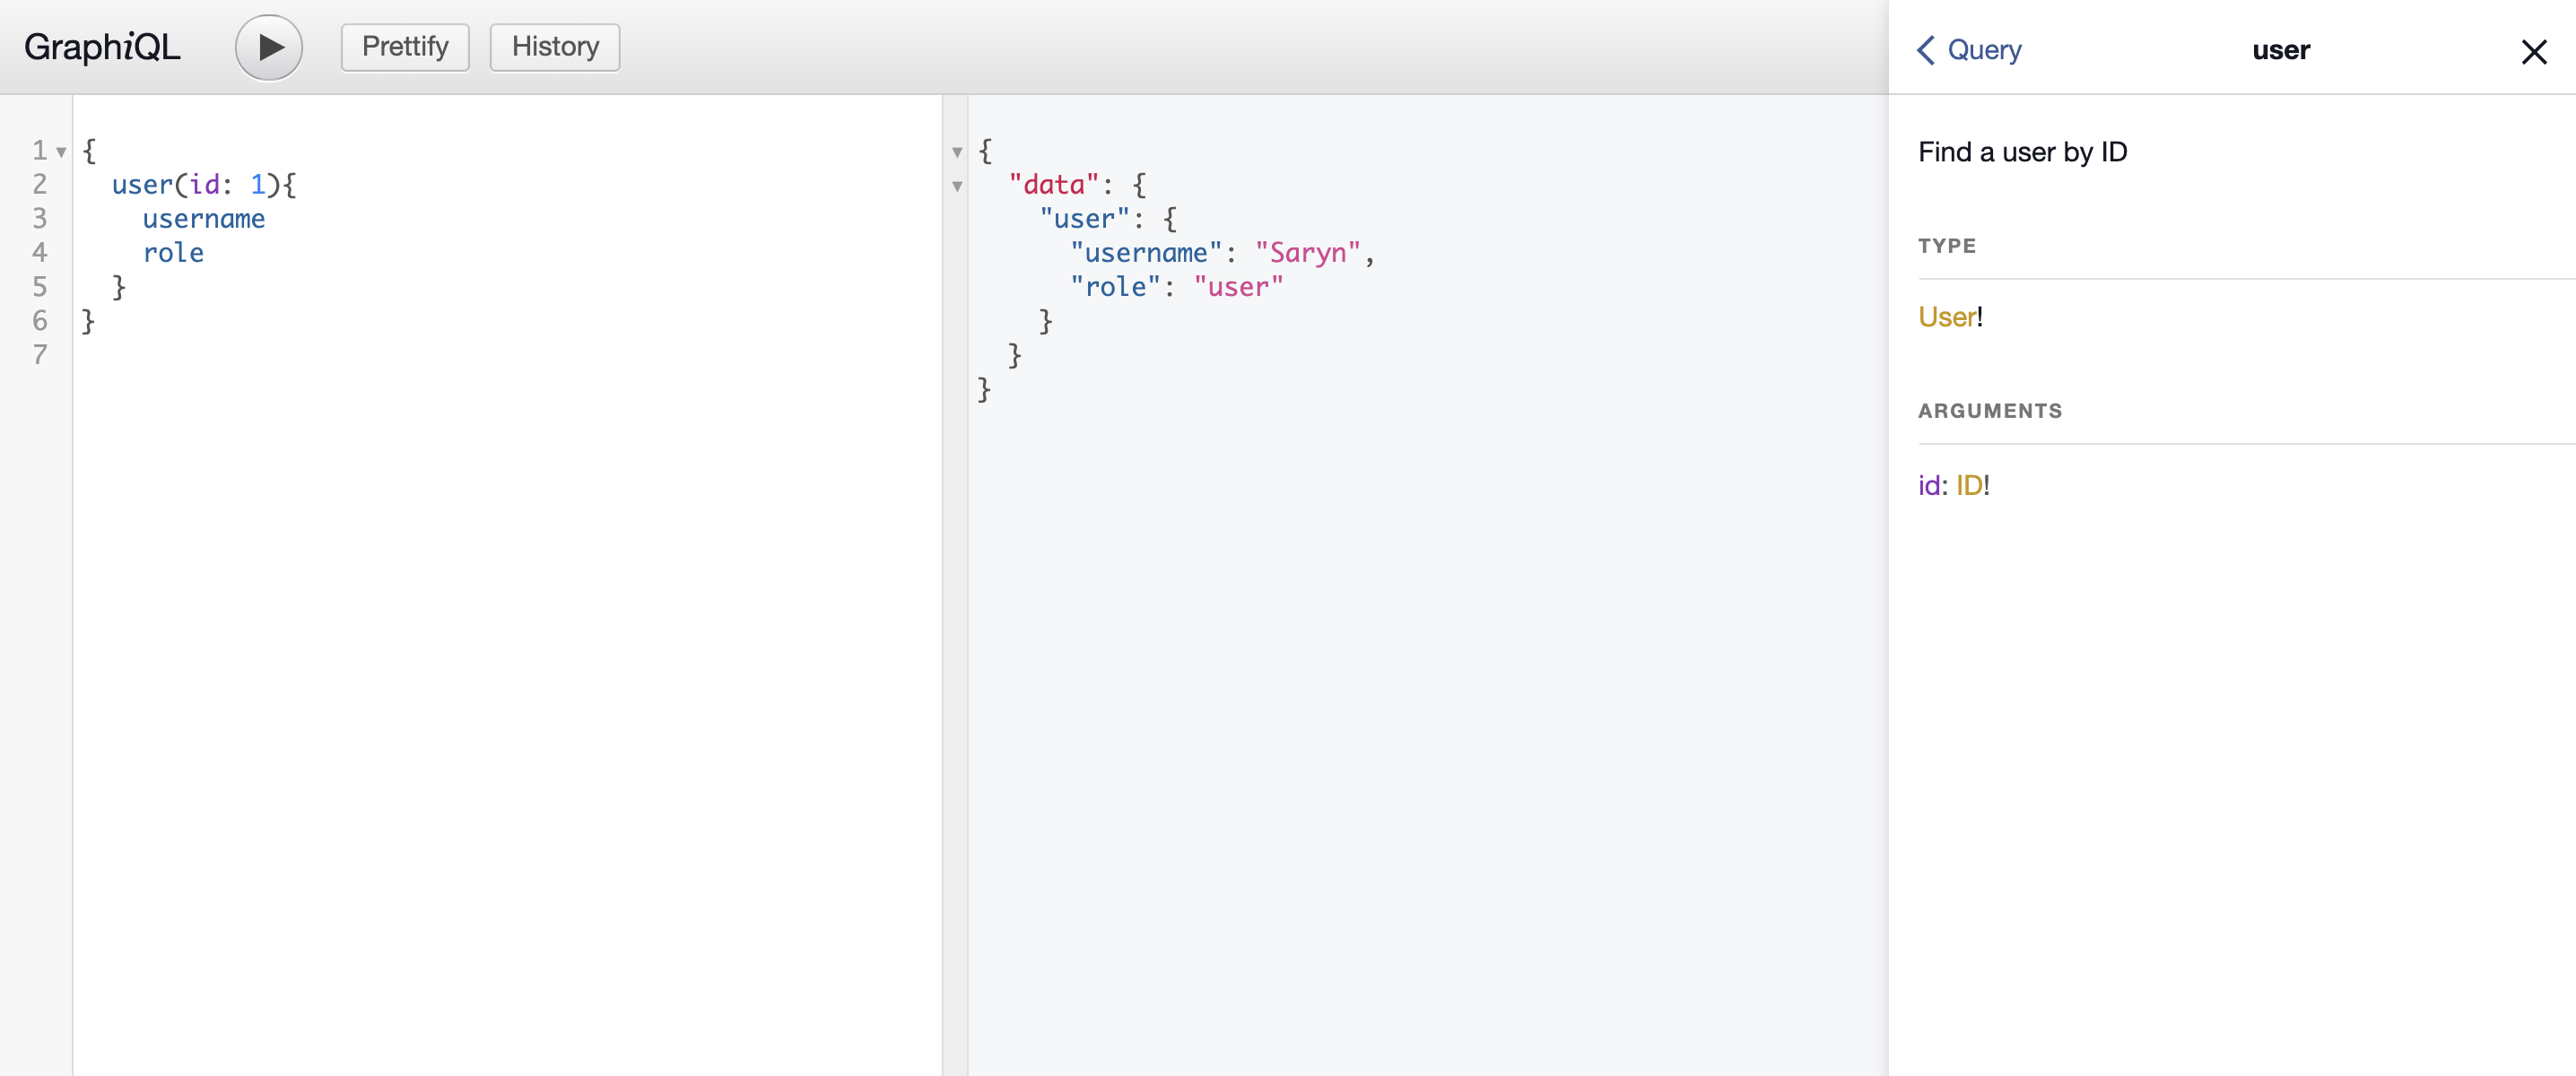 GraphiQL
Prettify
History
Query
user
1 {
2   user(id: 1){
3     username
4     role
5   }
6 }
7
{
  "data": {
    "user": {
      "username": "Saryn",
      "role": "user"
    }
  }
}
Find a user by ID
TYPE
User!
ARGUMENTS
id: ID!